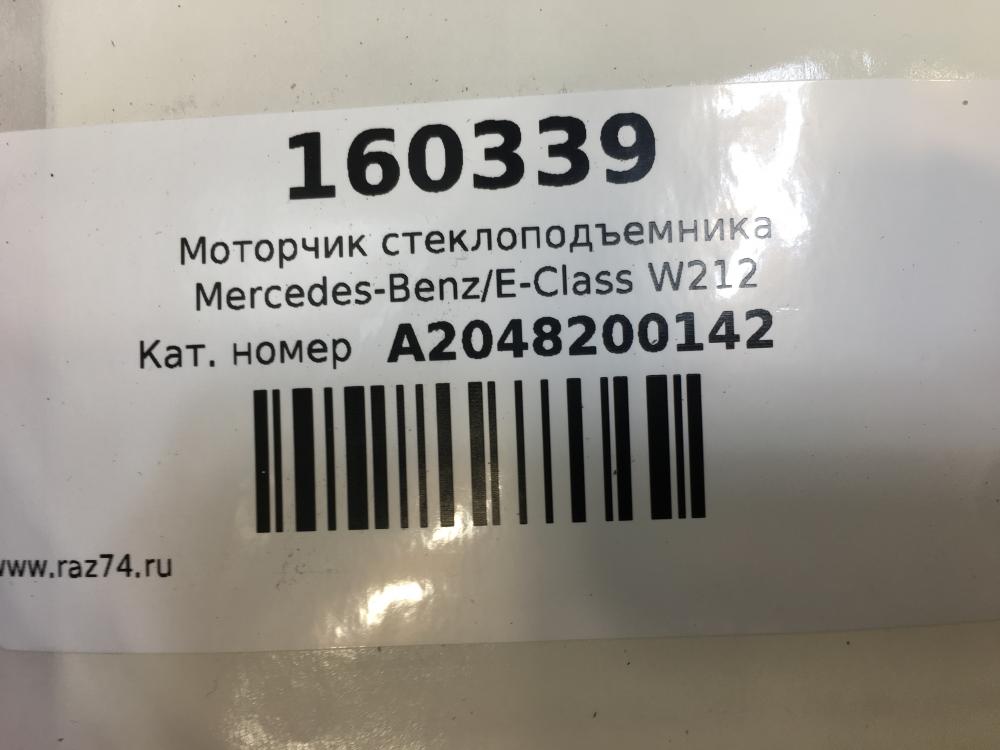 160339
Моторчик стеклоподъемника
Mercedes-Benz/E-Class W212
Кат. номер A2048200142
www.raz74.ru